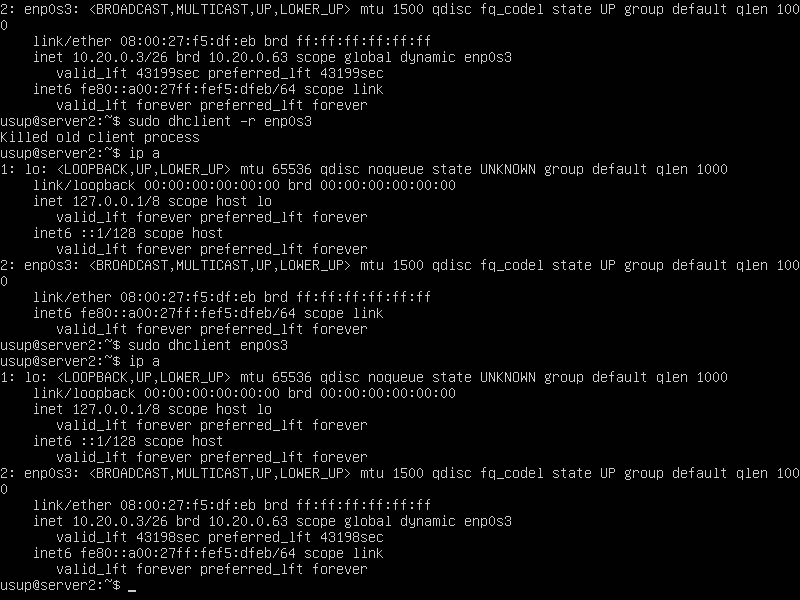 2: enp0s3: <BROADCAST,MULTICAST,UP,LOWER_UP> mtu 1500 qdisc fq_codel state UP group default qlen 100
0
    link/ether 08:00:27:f5:df:eb brd ff:ff:ff:ff:ff:ff
    inet 10.20.0.3/26 brd 10.20.0.63 scope global dynamic enp0s3
       valid_lft 43199sec preferred_lft 43199sec
    inet6 fe80::a00:27ff:fef5:dfeb/64 scope link
       valid_lft forever preferred_lft forever
usup@server2:~$ sudo dhclient -r enp0s3
Killed old client process
usup@server2:~$ ip a
1: lo: <LOOPBACK,UP,LOWER_UP> mtu 65536 qdisc noqueue state UNKNOWN group default qlen 1000
    link/loopback 00:00:00:00:00:00 brd 00:00:00:00:00:00
    inet 127.0.0.1/8 scope host lo
       valid_lft forever preferred_lft forever
    inet6 ::1/128 scope host
       valid_lft forever preferred_lft forever
2: enp0s3: <BROADCAST,MULTICAST,UP,LOWER_UP> mtu 1500 qdisc fq_codel state UP group default qlen 100
0
    link/ether 08:00:27:f5:df:eb brd ff:ff:ff:ff:ff:ff
    inet6 fe80::a00:27ff:fef5:dfeb/64 scope link
       valid_lft forever preferred_lft forever
usup@server2:~$ sudo dhclient enp0s3
usup@server2:~$ ip a
1: lo: <LOOPBACK,UP,LOWER_UP> mtu 65536 qdisc noqueue state UNKNOWN group default qlen 1000
    link/loopback 00:00:00:00:00:00 brd 00:00:00:00:00:00
    inet 127.0.0.1/8 scope host lo
       valid_lft forever preferred_lft forever
    inet6 ::1/128 scope host
       valid_lft forever preferred_lft forever
2: enp0s3: <BROADCAST,MULTICAST,UP,LOWER_UP> mtu 1500 qdisc fq_codel state UP group default qlen 100
0
    link/ether 08:00:27:f5:df:eb brd ff:ff:ff:ff:ff:ff
    inet 10.20.0.3/26 brd 10.20.0.63 scope global dynamic enp0s3
       valid_lft 43198sec preferred_lft 43198sec
    inet6 fe80::a00:27ff:fef5:dfeb/64 scope link
       valid_lft forever preferred_lft forever
usup@server2:~$ _